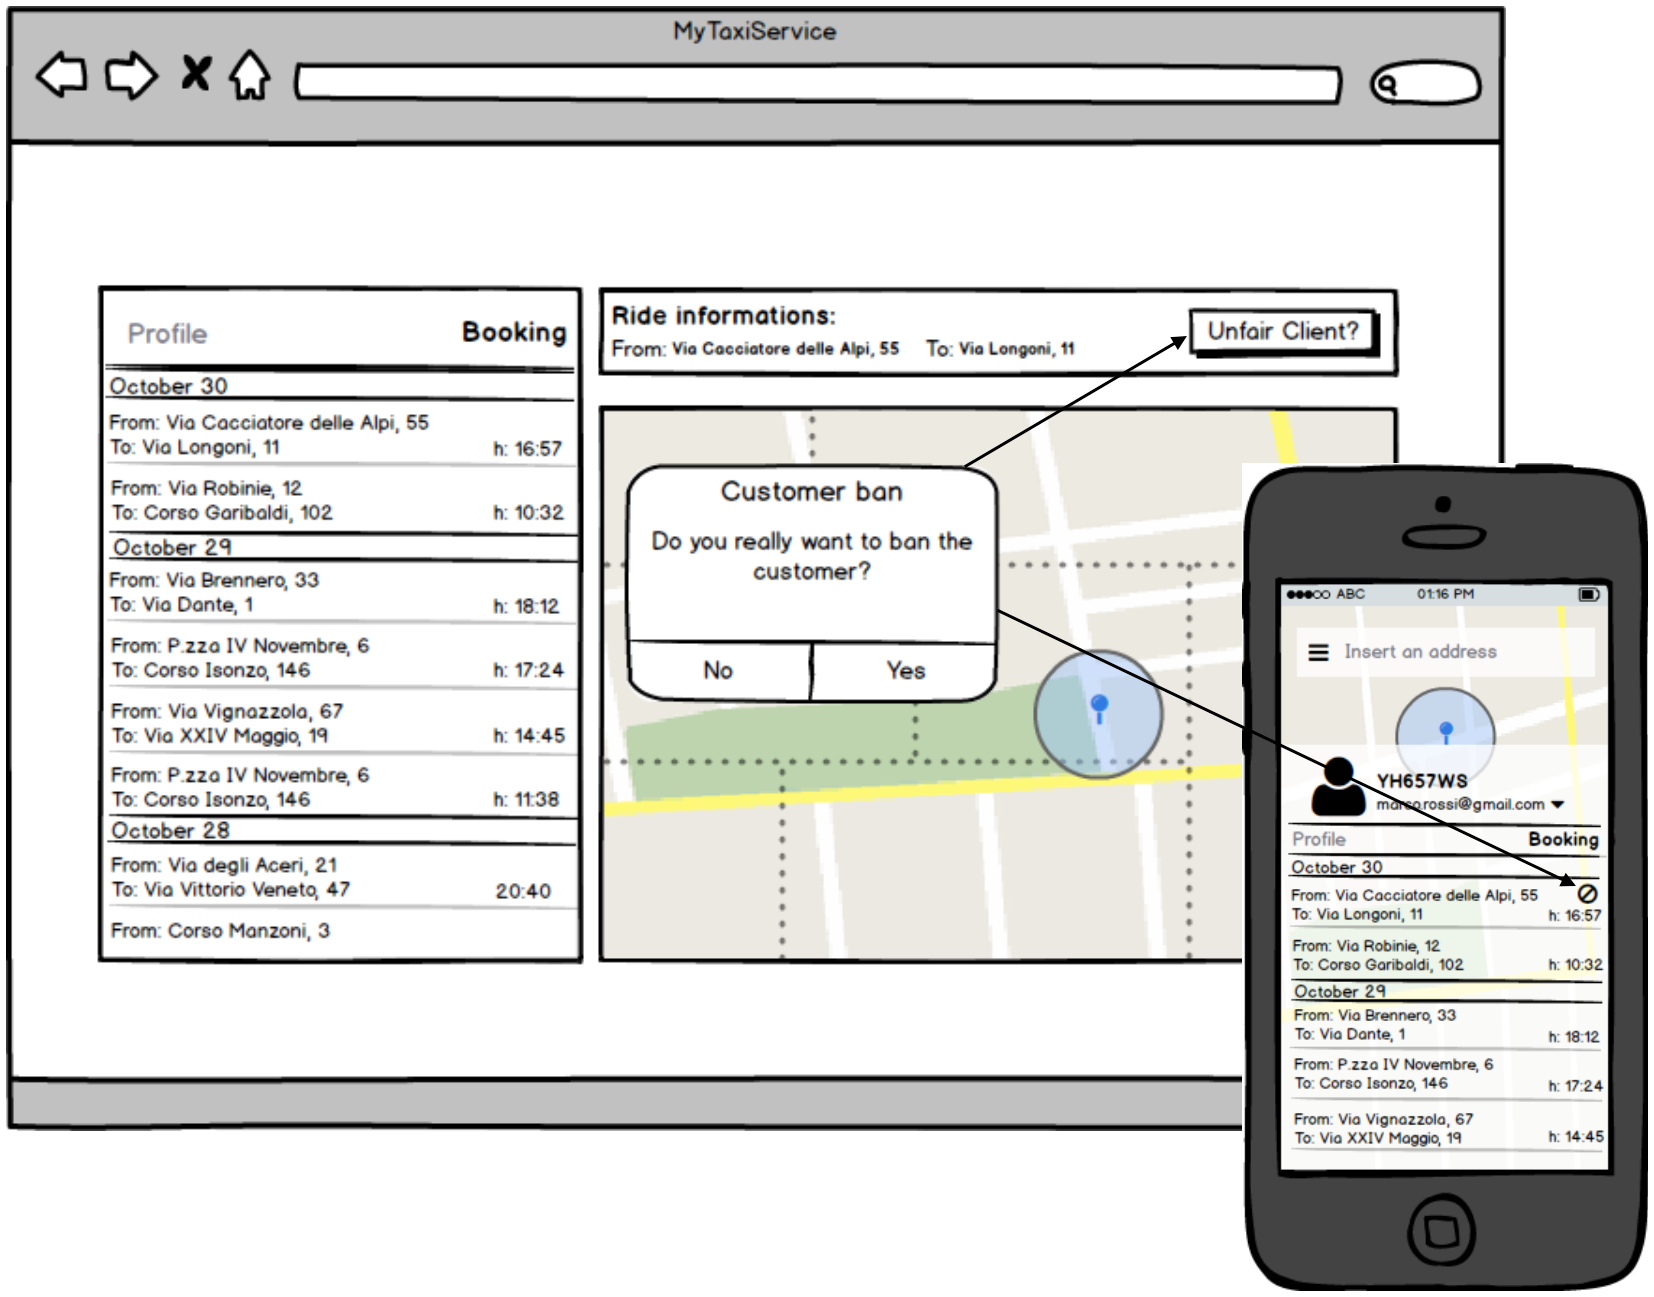 MyTaxiService
Profile Booking
October 30
From: Via Cacciatore delle Alpi, 55
To: Via Longoni, 11 h: 16:57
From: Via Robinie, 12
To: Corso Garibaldi, 102 h: 10:32
October 29
From: Via Brennero, 33
To: Via Dante, 1 h: 18:12
From: P.zza IV Novembre, 6
To: Corso Isonzo, 146 h: 17:24
From: Via Vignazzola, 67
To: Via XXIV Maggio, 19 h: 14:45
From: P.zza IV Novembre, 6
To: Corso Isonzo, 146 h: 11:38
October 28
From: Via degli Aceri, 21
To: Via Vittorio Veneto, 47 20:40
From: Corso Manzoni, 3
Ride informations:
From: Via Cacciatore delle Alpi, 55 To: Via Longoni, 11
Unfair Client?
Customer ban
Do you really want to ban the
customer?
No Yes
ABC 01:16 PM
Insert an address
YH657WS
marco.rossi@gmail.com
Profile Booking
October 30
From: Via Cacciatore delle Alpi, 55
To: Via Longoni, 11 h: 16:57
From: Via Robinie, 12
To: Corso Garibaldi, 102 h: 10:32
October 29
From: Via Brennero, 33
To: Via Dante, 1 h: 18:12
From: P.zza IV Novembre, 6
To: Corso Isonzo, 146 h: 17:24
From: Via Vignazzola, 67
To: Via XXIV Maggio, 19 h: 14:45